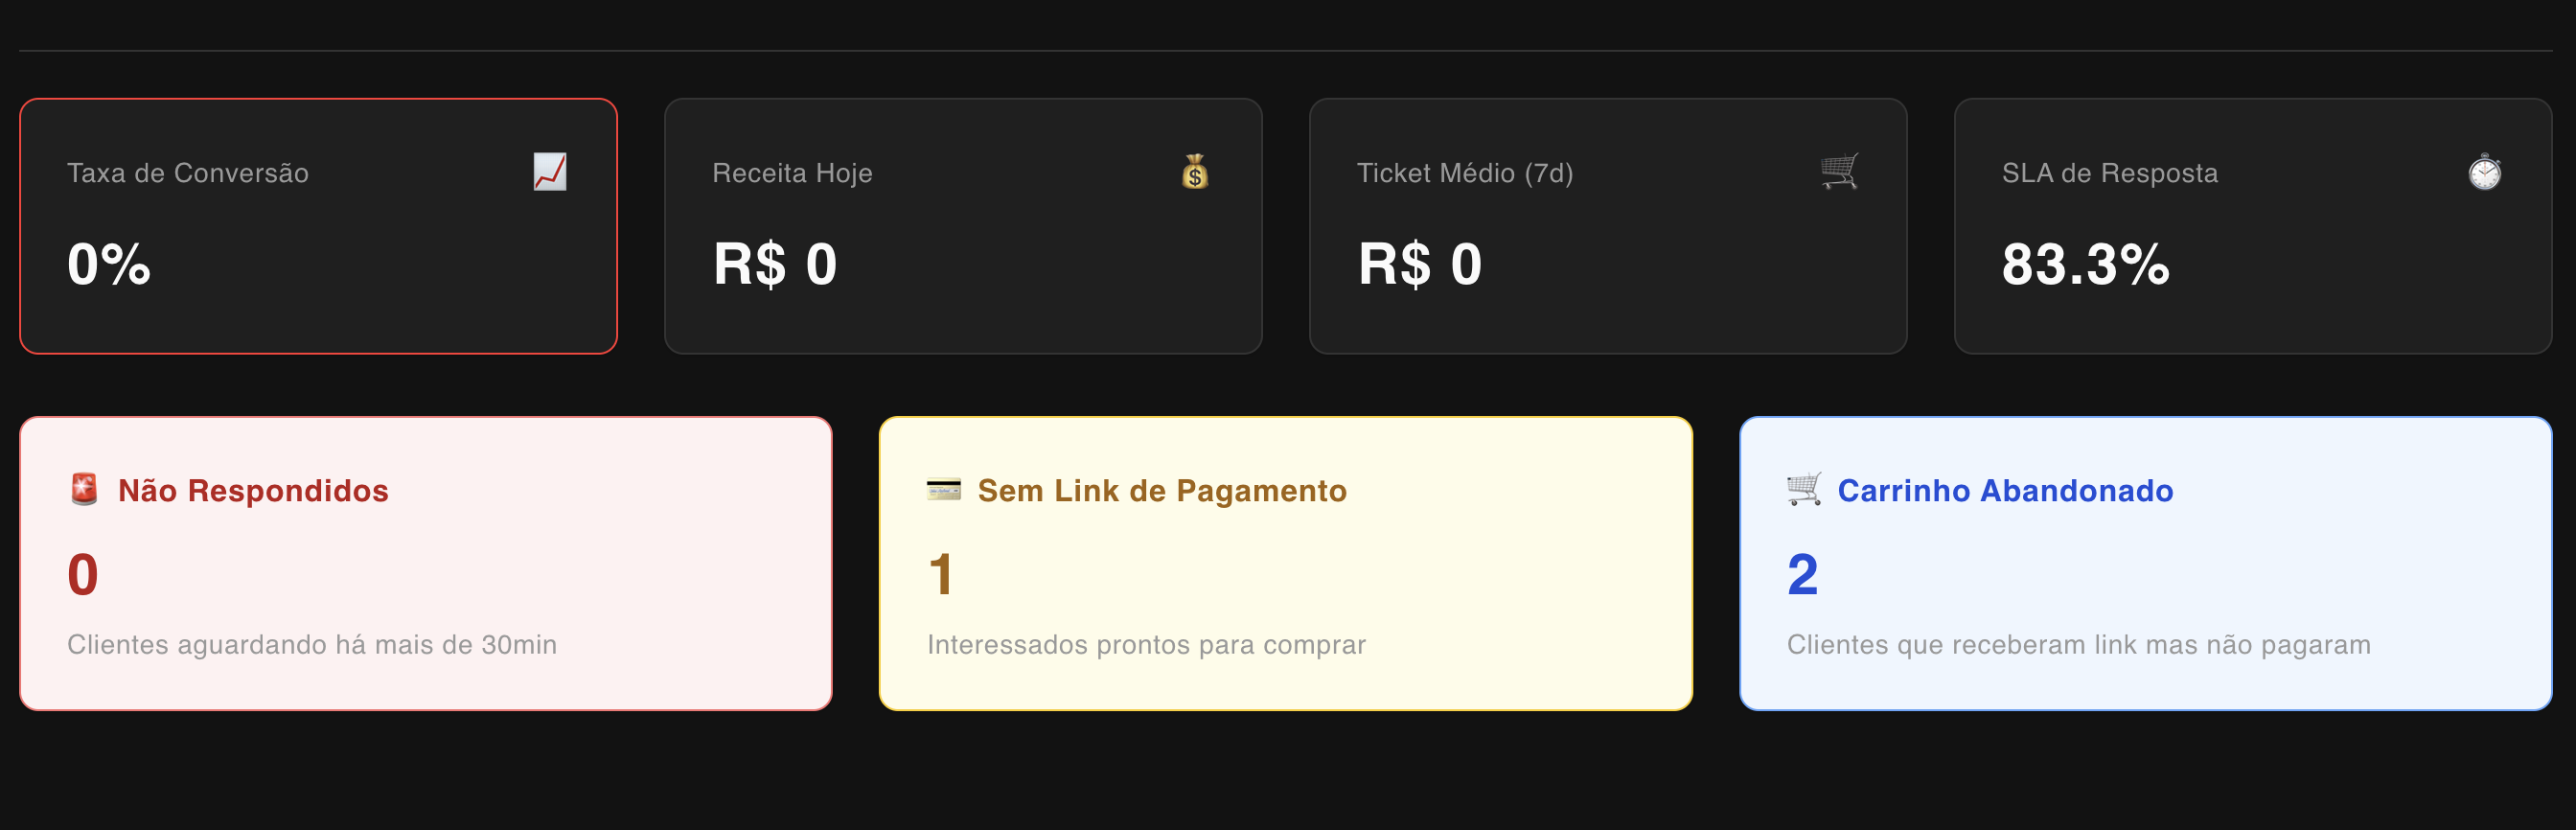 Taxa de Conversão
0%
Receita Hoje
R$ 0
Ticket Médio (7d)
R$ 0
SLA de Resposta
83.3%
Não Respondidos
0
Clientes aguardando há mais de 30min
Sem Link de Pagamento
1
Interessados prontos para comprar
Carrinho Abandonado
2
Clientes que receberam link mas não pagaram